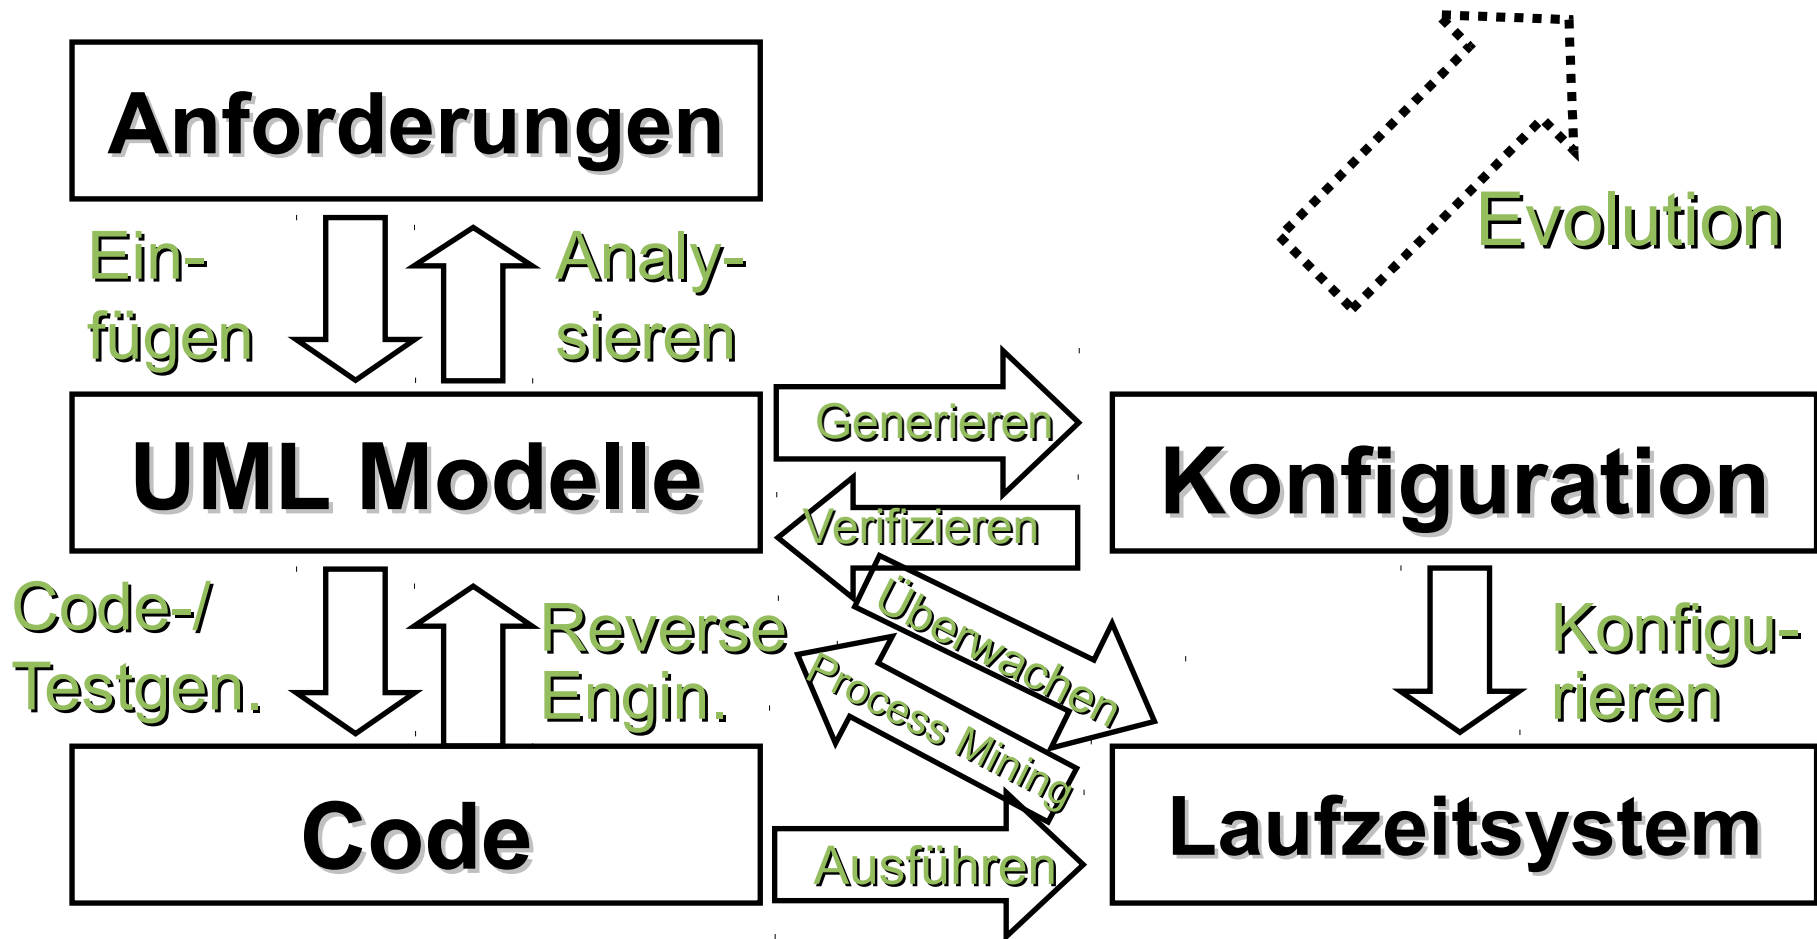 Anforderungen
Evolution
Ein-
fügen
Analy-
sieren
Generieren
UML Modelle
Konfiguration
Verifizieren
Code-/
Testgen.
Reverse
Engin.
Überwachen
Process Mining
Konfigu-
rieren
Code
Ausführen
Laufzeitsystem